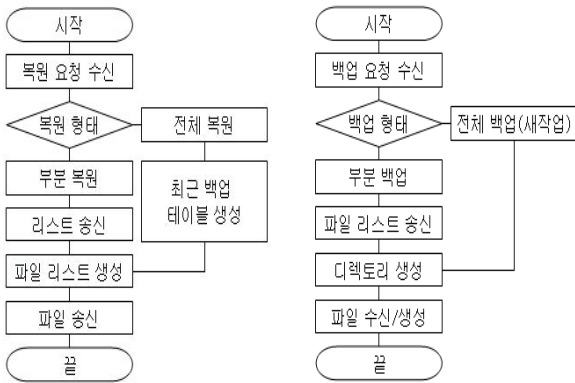 시작
복원 요청 수신
복원 형태
전체 복원
부분 복원
최근 백업
테이블 생성
리스트 송신
파일 리스트 생성
파일 송신
끝
시작
백업 요청 수신
백업 형태
전체 백업(새작업)
부분 백업
파일 리스트 송신
디렉토리 생성
파일 수신/생성
끝